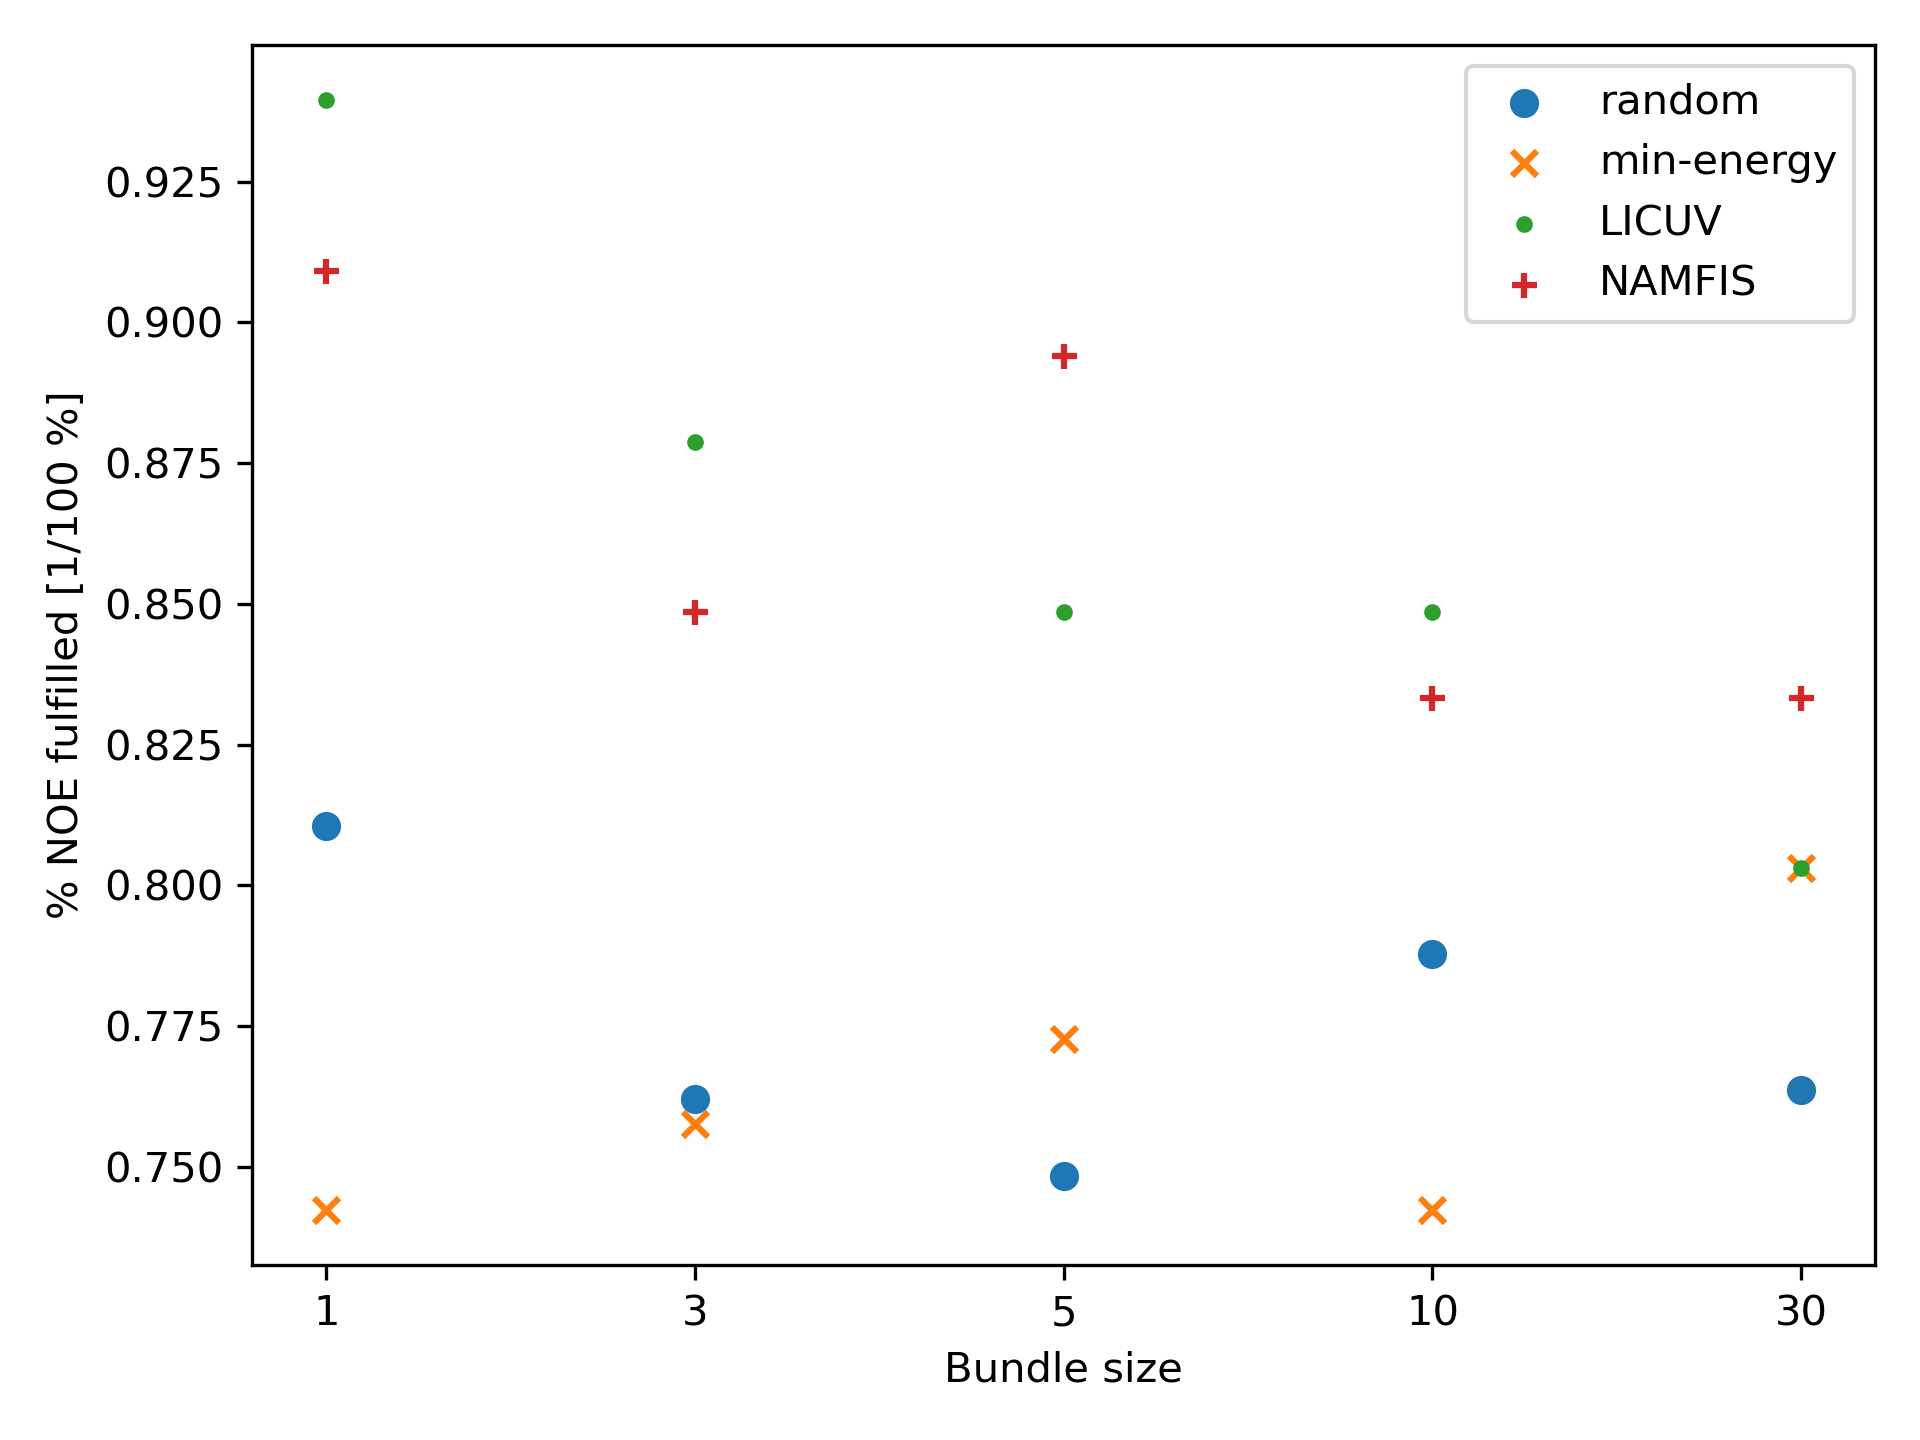 random
min-energy
LICUV
NAMFIS
0.925
0.900
0.875
0.850
0.825
0.800
0.775
0.750
% NOE fulfilled [1/100 %]
1 3 5 10 30
Bundle size